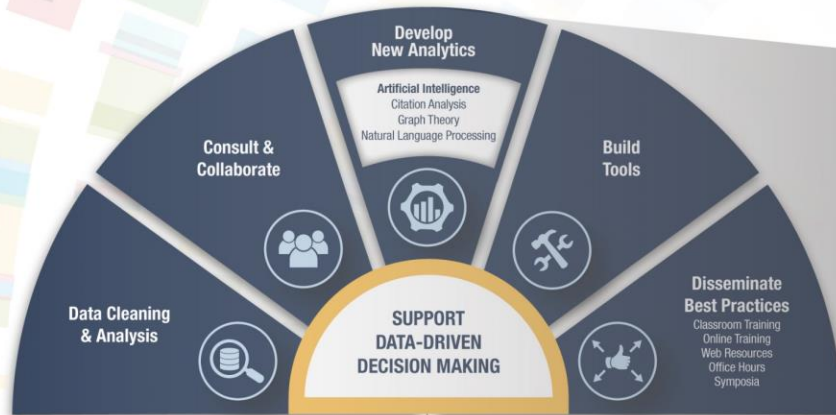 Data Cleaning
& Analysis
Consult &
Collaborate
Develop
New Analytics
Artificial Intelligence
Citation Analysis
Graph Theory
Natural Language Processing
Build
Tools
Disseminate
Best Practices
Classroom Training
Online Training
Web Resources
Office Hours
Symposia
SUPPORT
DATA-DRIVEN
DECISION MAKING